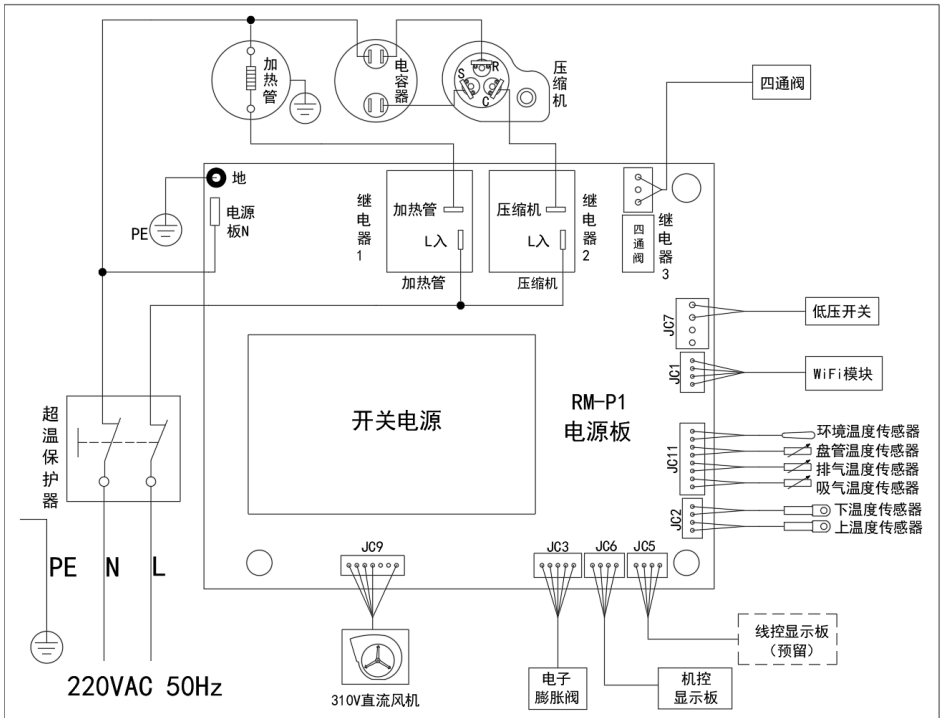 加热管
电容器
S
R
C
压缩机
四通阀
地
电源
板N
PE
继电器1
加热管
L入
加热管
压缩机
L入
压缩机
继电器2
四通阀
继电器3
JC7
低压开关
JC1
WiFi模块
开关电源
RM-P1
电源板
JC11
环境温度传感器
盘管温度传感器
排气温度传感器
吸气温度传感器
JC2
下温度传感器
上温度传感器
超温保护器
PE N L
220VAC 50Hz
JC9
310V直流风机
JC3
JC6
JC5
电子
膨胀阀
机控
显示板
线控显示板
(预留)